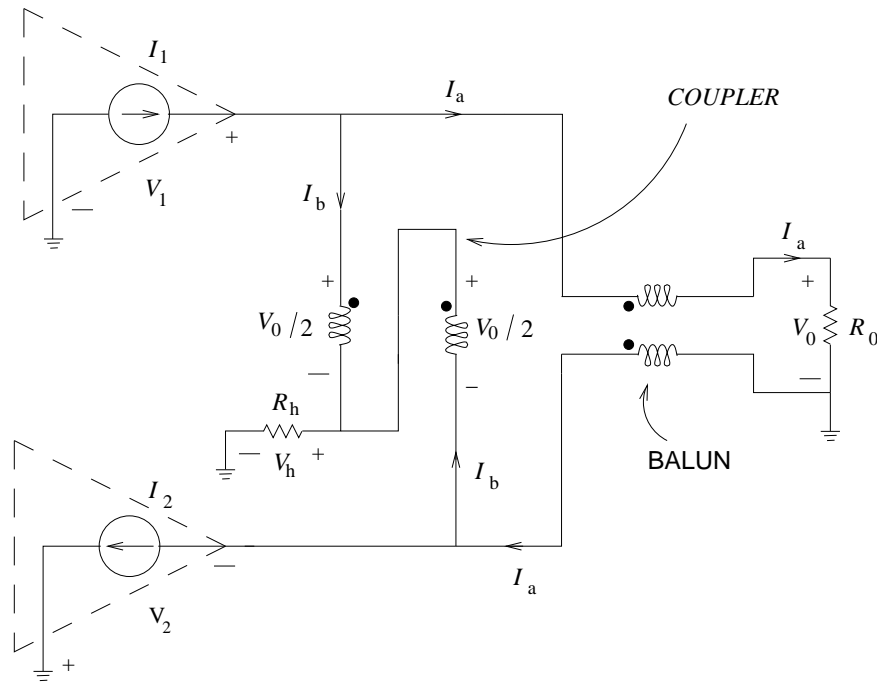 I1
Ia
COUPLER
+
V1
—
Ib
Ia
+
+
+
V0 /2
V0 /2
V0
R0
—
-
—
Rh
—
Vh
+
BALUN
I2
Ib
—
-
Ia
V2
+